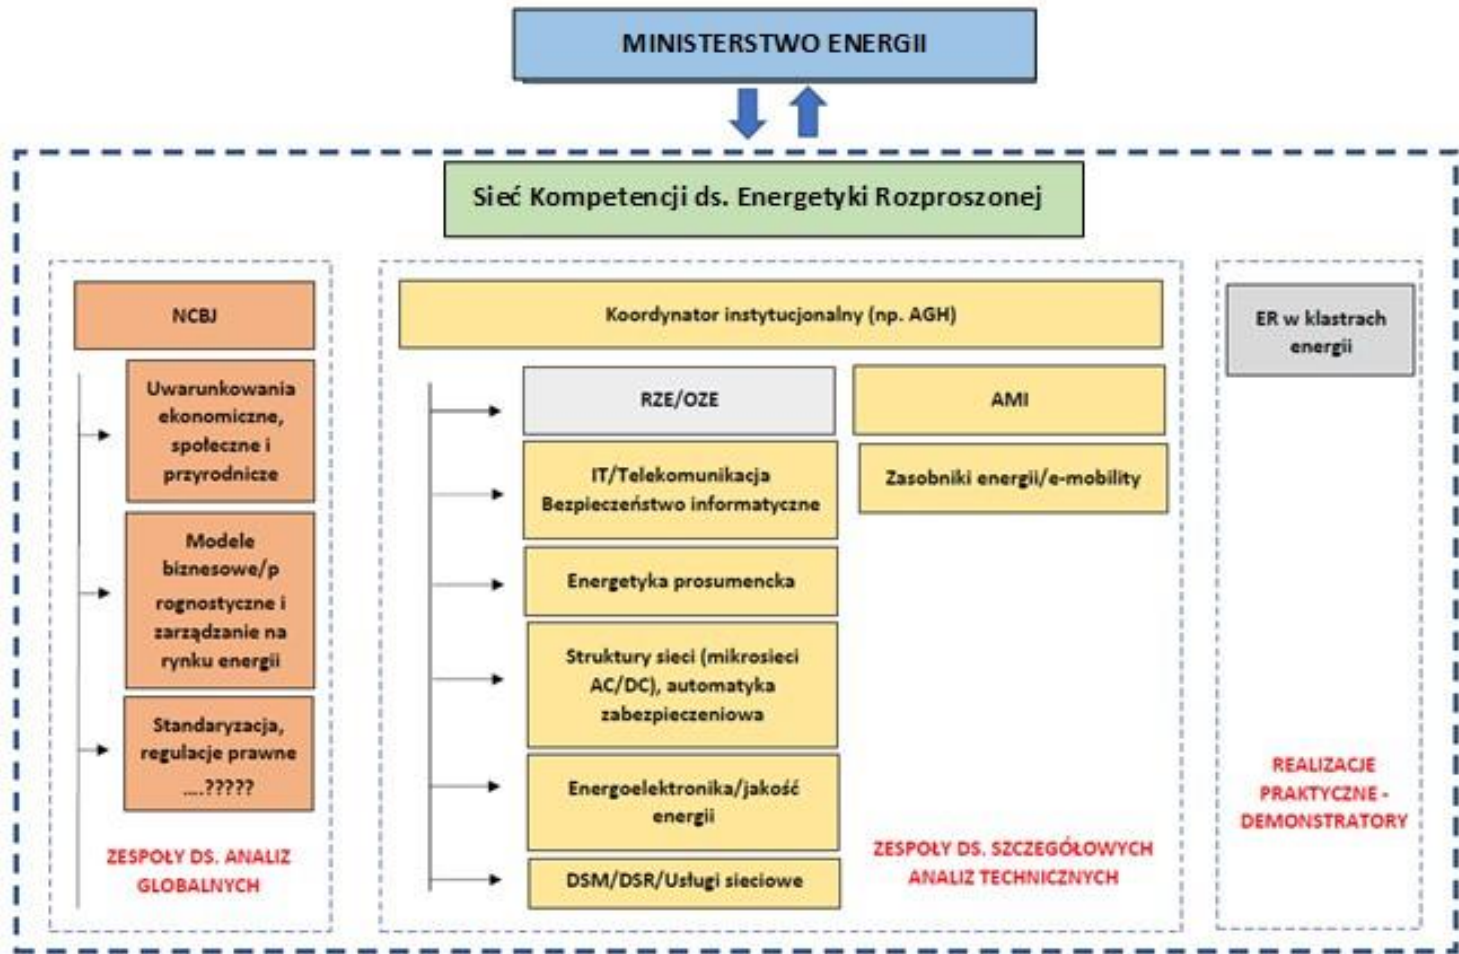 MINISTERSTWO ENERGII
Sieć Kompetencji ds. Energetyki Rozproszonej
NCBJ
Uwarunkowania
ekonomiczne,
społeczne i
przyrodnicze
Modele
biznesowe/p
rognostyczne i
zarządzanie na
rynku energii
Standaryzacja,
regulacje prawne
....?????
ZESPOŁY DS. ANALIZ
GLOBALNYCH
Koordynator instytucjonalny (np. AGH)
RZE/OZE
IT/Telekomunikacja
Bezpieczeństwo informatyczne
Energetyka prosumencka
Struktury sieci (mikrosieci
AC/DC), automatyka
zabezpieczeniowa
Energoelektronika/jakość
energii
DSM/DSR/Usługi sieciowe
AMI
Zasobniki energii/e-mobility
ZESPOŁY DS. SZCZEGÓŁOWYCH
ANALIZ TECHNICZNYCH
ER w klastrach
energii
REALIZACJE
PRAKTYCZNE -
DEMONSTRATORY